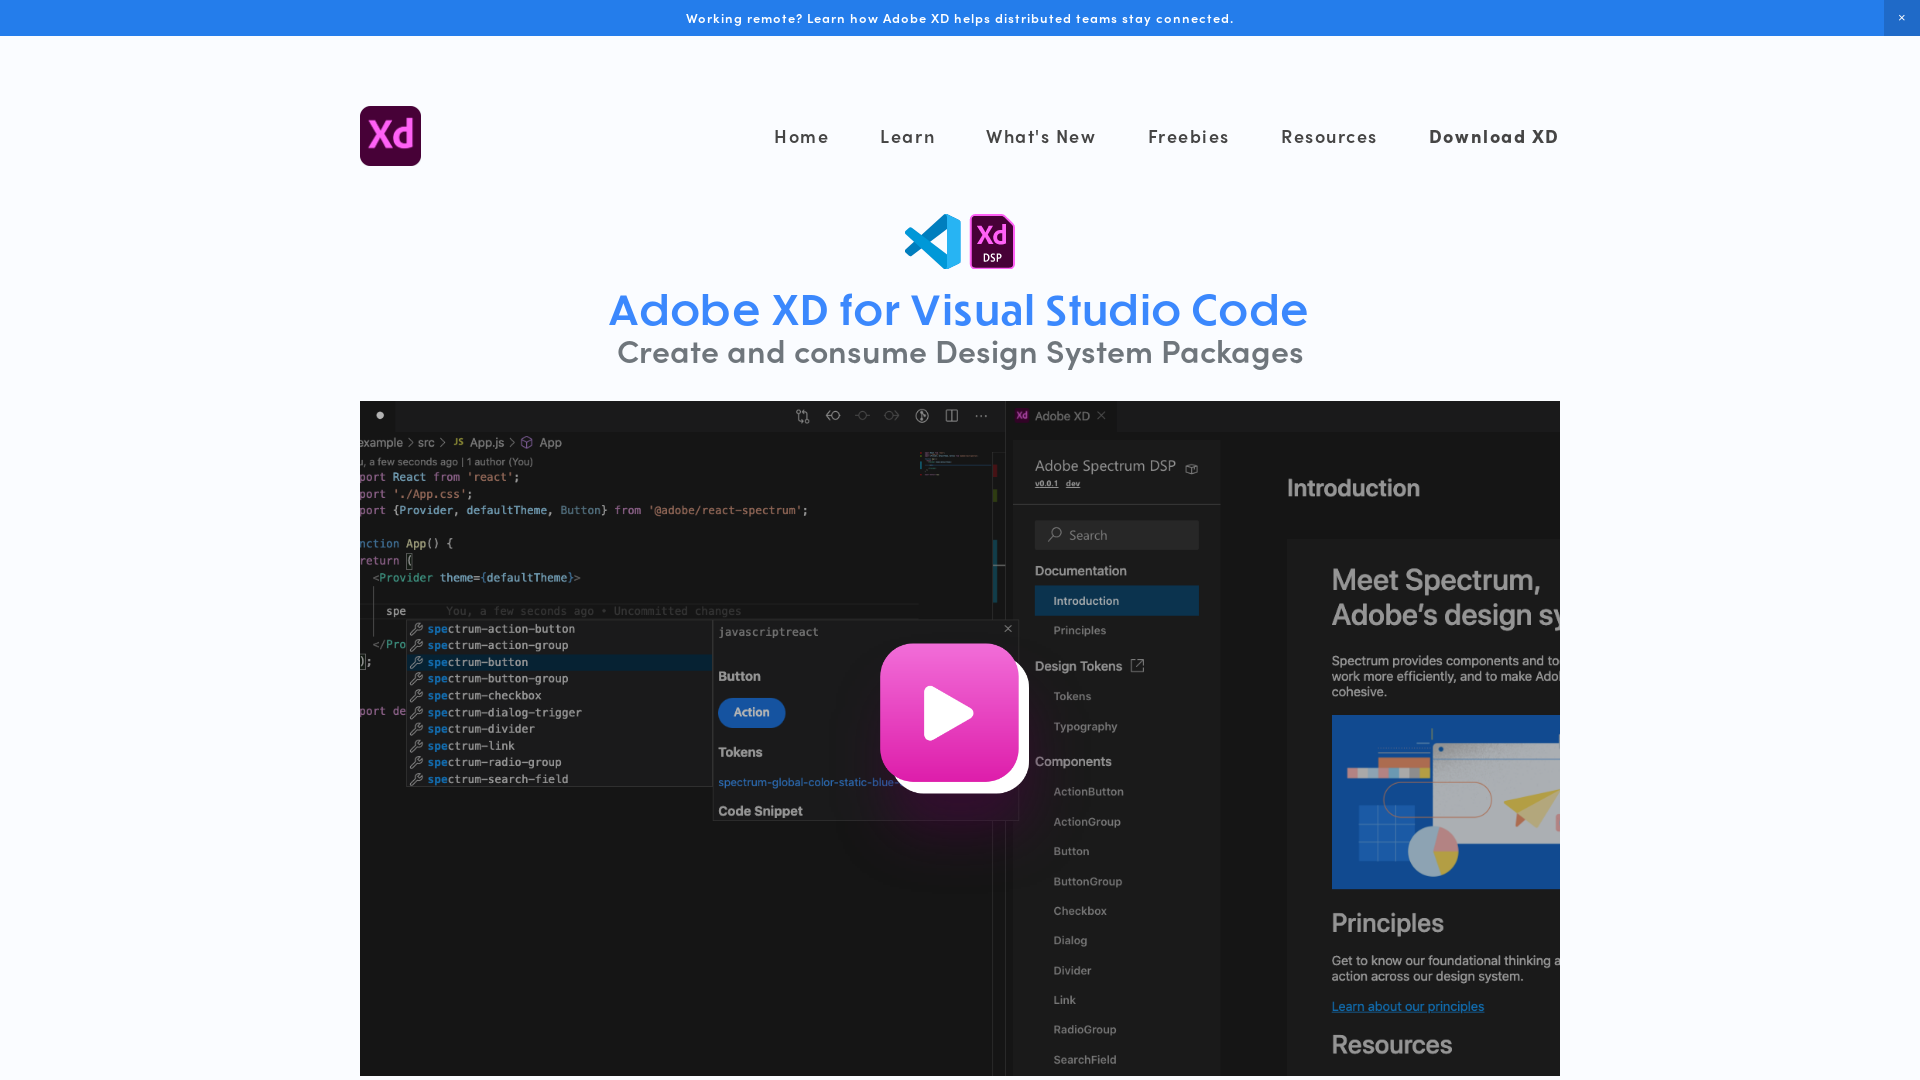 Working remote? Learn how Adobe XD helps distributed teams stay connected.
×
Xd
Home
Learn
What's New
Freebies
Resources
Download XD
Xd
DSP
Adobe XD for Visual Studio Code
Create and consume Design System Packages
example > src > JS App.js > App
u, a few seconds ago | 1 author (You)
port React from 'react';
port './App.css';
port {Provider, defaultTheme, Button} from '@adobe/react-spectrum';
nction App() {
return (
<Provider theme={defaultTheme}>
spe You, a few seconds ago • Uncommitted changes
</Pro
);
port de
spectrum-action-button
spectrum-action-group
spectrum-button
spectrum-button-group
spectrum-checkbox
spectrum-dialog-trigger
spectrum-divider
spectrum-link
spectrum-radio-group
spectrum-search-field
javascriptreact
Button
Action
Tokens
spectrum-global-color-static-blue-
Code Snippet
Xd Adobe XD
Adobe Spectrum DSP
v0.0.1 dev
Search
Documentation
Introduction
Principles
Design Tokens
Tokens
Typography
Components
ActionButton
ActionGroup
Button
ButtonGroup
Checkbox
Dialog
Divider
Link
RadioGroup
SearchField
Introduction
Meet Spectrum,
Adobe's design sy
Spectrum provides components and to
work more efficiently, and to make Ado
cohesive.
Principles
Get to know our foundational thinking a
action across our design system.
Learn about our principles
Resources